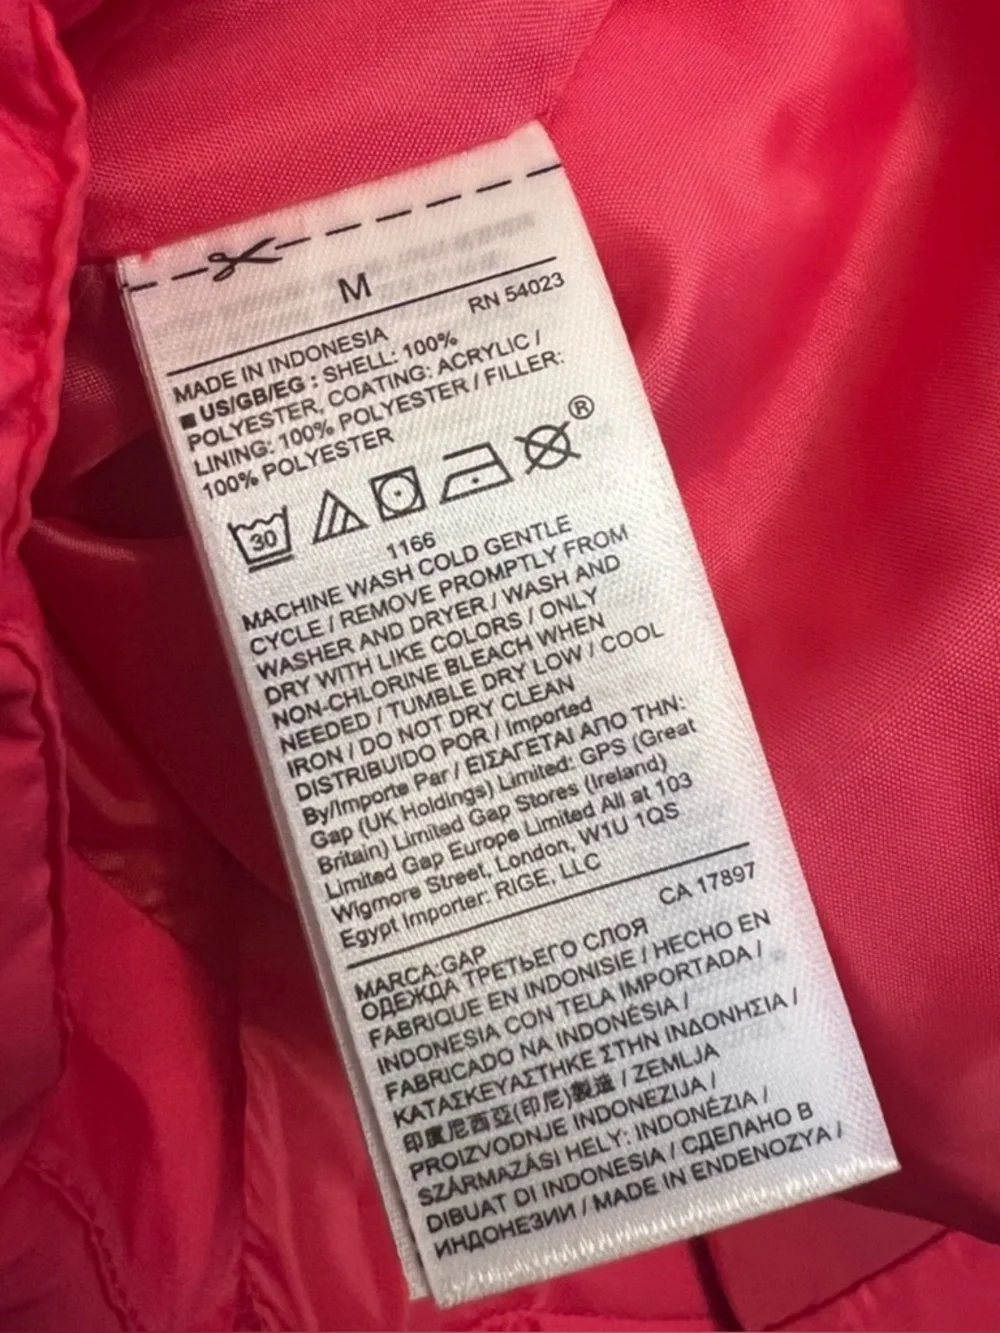 M
RN 54023
MADE IN INDONESIA
■ US/GB/EG : SHELL: 100%
POLYESTER, COATING: ACRYLIC /
LINING: 100% POLYESTER / FILLER:
100% POLYESTER
®
30
1166
MACHINE WASH COLD GENTLE
CYCLE / REMOVE PROMPTLY FROM
WASHER AND DRYER / WASH AND
DRY WITH LIKE COLORS / ONLY
NON-CHLORINE BLEACH WHEN
NEEDED / TUMBLE DRY LOW / COOL
IRON / DO NOT DRY CLEAN
DISTRIBUIDO POR / Imported
By/Importe Par / ΕΙΣΑΓΕΤΑΙ ΑΠΟ ΤΗΝ:
Gap (UK Holdings) Limited: GPS (Great
Britain) Limited Gap Stores (Ireland)
Limited Gap Europe Limited All at 103
Wigmore Street, London, W1U 1QS
Egypt Importer: RIGE, LLC
CA 17897
MARCA:GAP
ОДЕЖДА ТРЕТЬЕГО СЛОЯ
FABRIQUE EN INDONISIE / HECHO EN
INDONESIA CON TELA IMPORTADA /
FABRICADO NA INDONÉSIA /
ΚΑΤΑΣΚΕΥΑΣΤΗΚΕ ΣΤΗΝ ΙΝΔΟΝΗΣΙΑ /
印度尼西亞(印尼)製造 / ZEMLJA
PROIZVODNJE INDONEZIJA /
SZÁRMAZÁSI HELY: INDONÉZIA /
DIBUAT DI INDONESIA / СДЕЛАНО В
ИНДОНЕЗИИ / MADE IN ENDENOZYA /